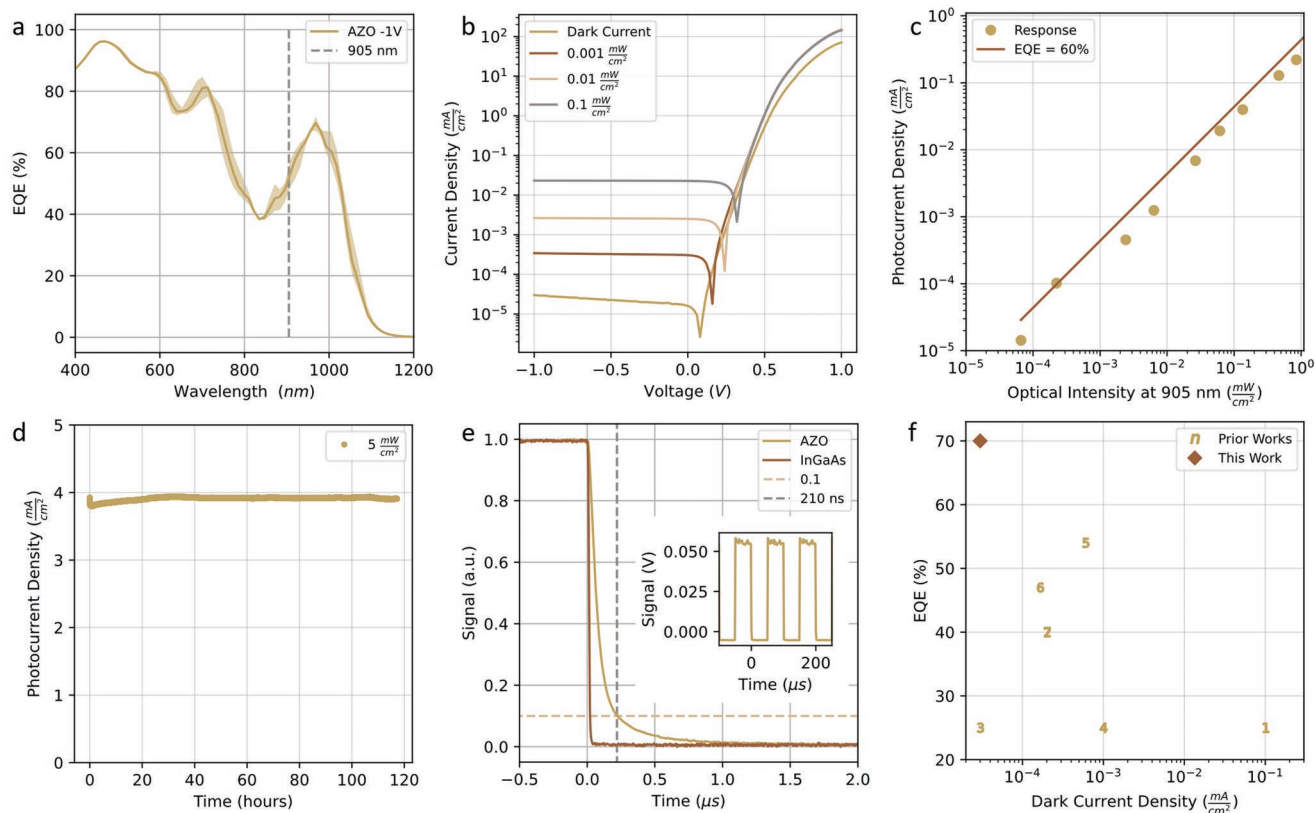 a
EQE (%)
100
80
60
40
20
0
AZO -1V
905 nm
400
600
800
1000
1200
Wavelength (nm)
b
Current Density (mA/cm²)
10²
10¹
10⁰
10⁻¹
10⁻²
10⁻³
10⁻⁴
10⁻⁵
Dark Current
0.001 mW/cm²
0.01 mW/cm²
0.1 mW/cm²
−1.0
−0.5
0.0
0.5
1.0
Voltage (V)
c
Photocurrent Density (mA/cm²)
10⁰
10⁻¹
10⁻²
10⁻³
10⁻⁴
10⁻⁵
Response
EQE = 60%
10⁻⁵
10⁻⁴
10⁻³
10⁻²
10⁻¹
10⁰
Optical Intensity at 905 nm (mW/cm²)
d
Photocurrent Density (mA/cm²)
5
4
3
2
1
0
5 mW/cm²
0
20
40
60
80
100
120
Time (hours)
e
Signal (a.u.)
1.0
0.8
0.6
0.4
0.2
0.0
AZO
InGaAs
0.1
210 ns
Signal (V)
0.050
0.025
0.000
0
200
Time (μs)
−0.5
0.0
0.5
1.0
1.5
2.0
Time (μs)
f
EQE (%)
70
60
50
40
30
20
n Prior Works
This Work
5
6
2
3
4
1
10⁻⁴
10⁻³
10⁻²
10⁻¹
Dark Current Density (mA/cm²)